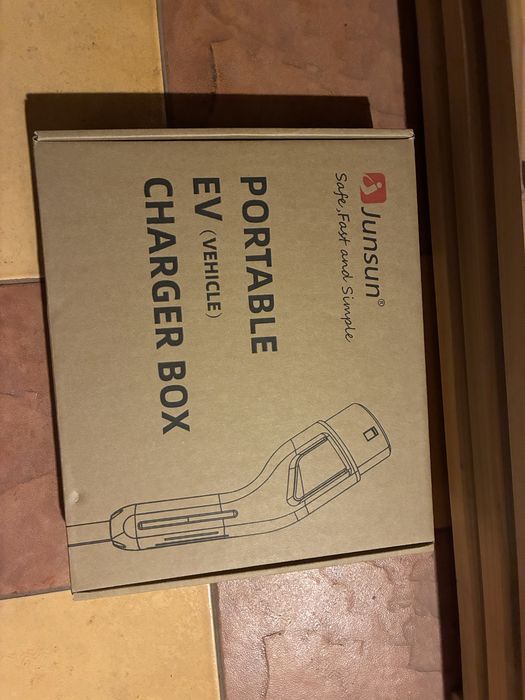 Junsun®
Safe,Fast and Simple
PORTABLE
EV（VEHICLE）
CHARGER BOX